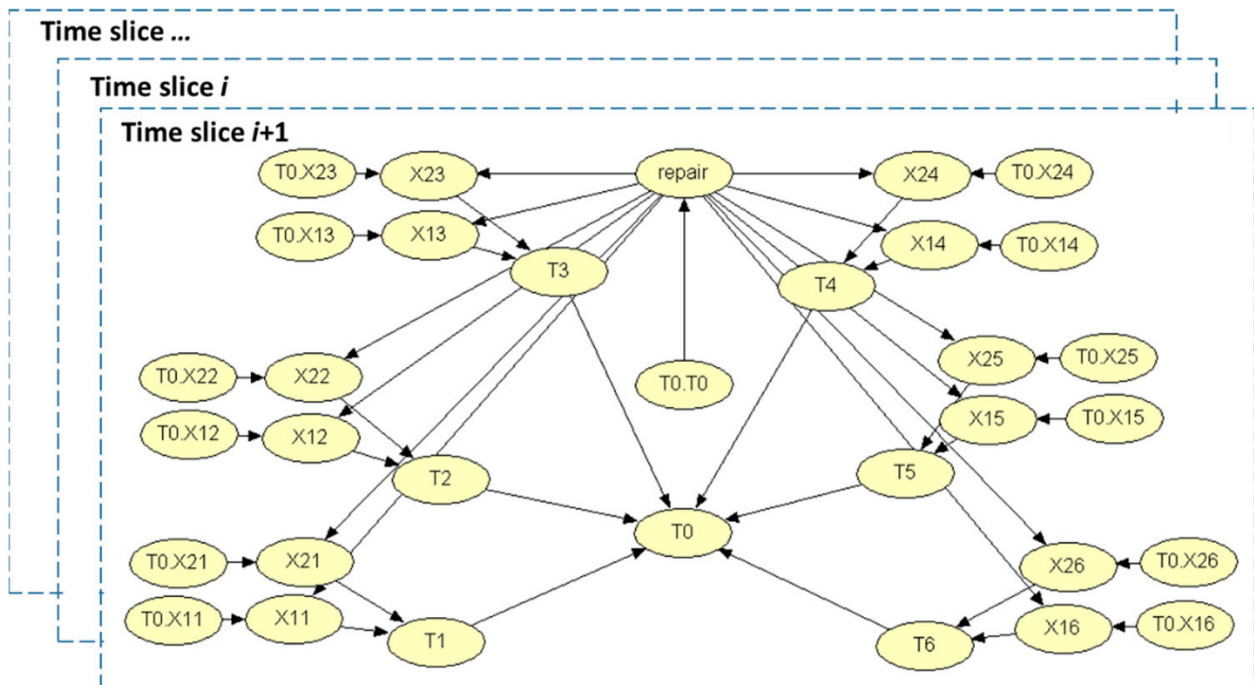 Time slice ...
Time slice i
Time slice i+1
T0.X23
X23
repair
X24
T0.X24
T0.X13
X13
X14
T0.X14
T3
T4
T0.X22
X22
T0.T0
X25
T0.X25
T0.X12
X12
X15
T0.X15
T2
T5
T0
T0.X21
X21
X26
T0.X26
T0.X11
X11
T1
T6
X16
T0.X16